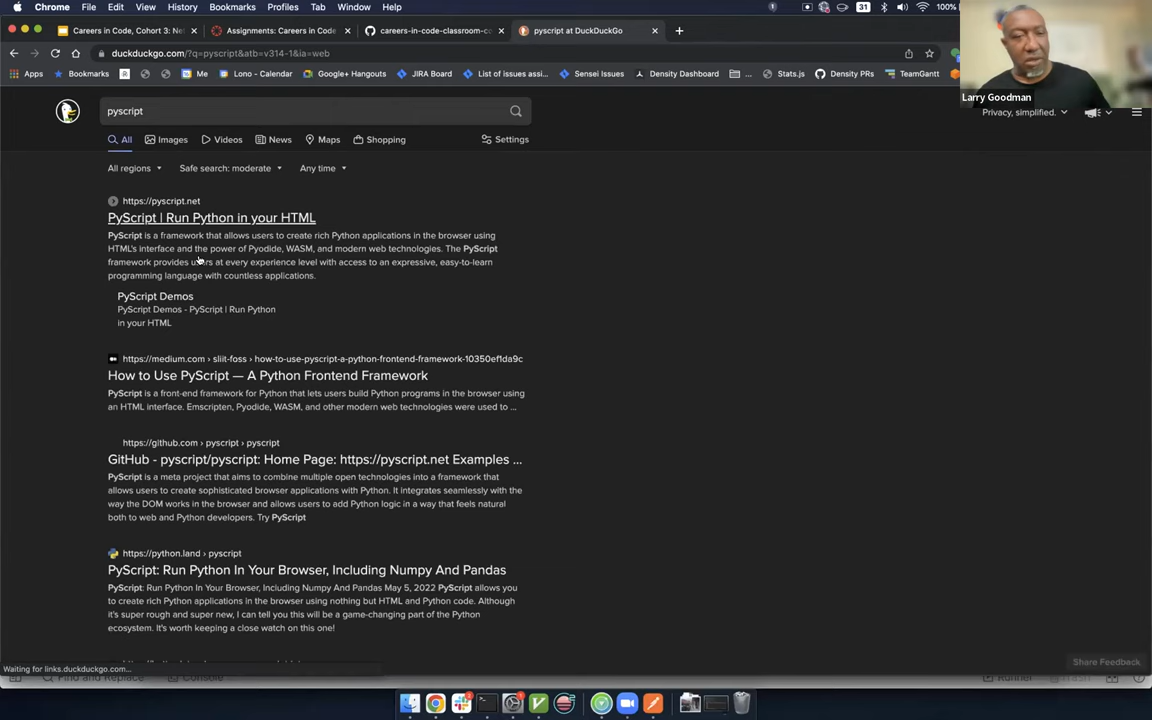 Chrome File Edit View History Bookmarks Profiles Tab Window Help 31 100%
Careers in Code, Cohort 3: Ne
Assignments: Careers in Code
careers-in-code-classroom-cc
pyscript at DuckDuckGo
duckduckgo.com/?q=pyscript&atb=v314-1&ia=web
Apps Bookmarks R Me Lono - Calendar Google+ Hangouts JIRA Board List of issues assi... Sensei Issues Density Dashboard ... Stats.js Density PRs TeamGantt
Larry Goodman
pyscript
Privacy, simplified.
All Images Videos News Maps Shopping Settings
All regions Safe search: moderate Any time
https://pyscript.net
PyScript | Run Python in your HTML
PyScript is a framework that allows users to create rich Python applications in the browser using
HTML's interface and the power of Pyodide, WASM, and modern web technologies. The PyScript
framework provides users at every experience level with access to an expressive, easy-to-learn
programming language with countless applications.
PyScript Demos
PyScript Demos - PyScript | Run Python
in your HTML
https://medium.com › sliit-foss › how-to-use-pyscript-a-python-frontend-framework-10350ef1da9c
How to Use PyScript — A Python Frontend Framework
PyScript is a front-end framework for Python that lets users build Python programs in the browser using
an HTML interface. Emscripten, Pyodide, WASM, and other modern web technologies were used to ...
https://github.com › pyscript › pyscript
GitHub - pyscript/pyscript: Home Page: https://pyscript.net Examples ...
PyScript is a meta project that aims to combine multiple open technologies into a framework that
allows users to create sophisticated browser applications with Python. It integrates seamlessly with the
way the DOM works in the browser and allows users to add Python logic in a way that feels natural
both to web and Python developers. Try PyScript
https://python.land › pyscript
PyScript: Run Python In Your Browser, Including Numpy And Pandas
PyScript: Run Python In Your Browser, Including Numpy And Pandas May 5, 2022 PyScript allows you
to create rich Python applications in the browser using nothing but HTML and Python code. Although
it's super rough and super new, I can tell you this will be a game-changing part of the Python
ecosystem. It's worth keeping a close watch on this one!
Share Feedback
Waiting for links.duckduckgo.com...
Find and Replace Console Runner